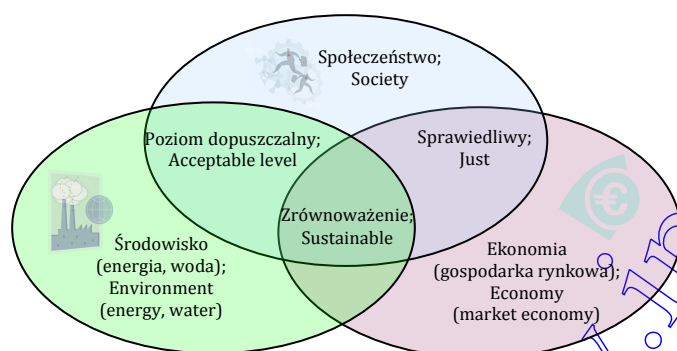 Społeczeństwo;
Society
Poziom dopuszczalny;
Acceptable level
Sprawiedliwy;
Just
Zrównoważenie;
Sustainable
Środowisko
(energia, woda);
Environment
(energy, water)
Ekonomia
(gospodarka rynkowa);
Economy
(market economy)